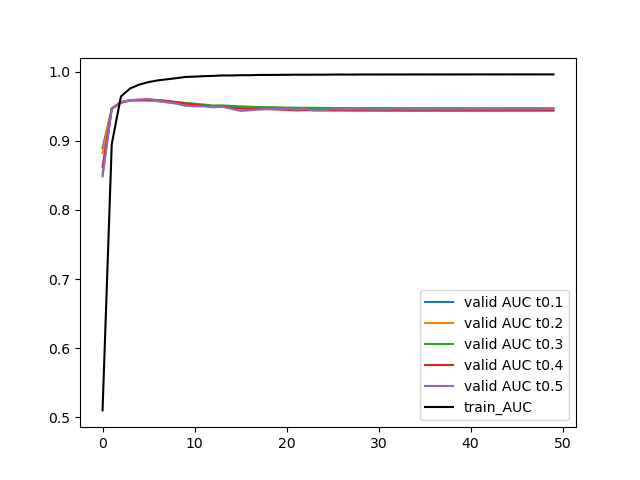 1.0
0.9
0.8
0.7
0.6
0.5
0
10
20
30
40
50
valid AUC t0.1
valid AUC t0.2
valid AUC t0.3
valid AUC t0.4
valid AUC t0.5
train_AUC